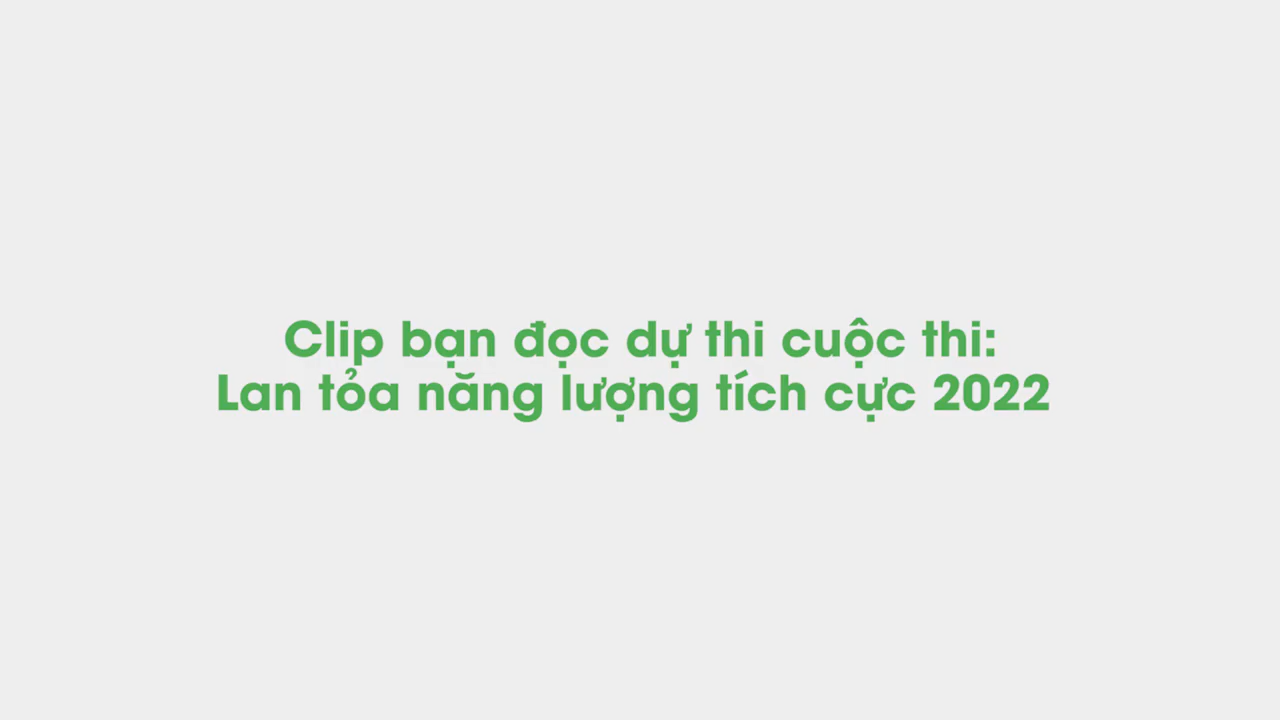 Clip bạn đọc dự thi cuộc thi:
Lan tỏa năng lượng tích cực 2022